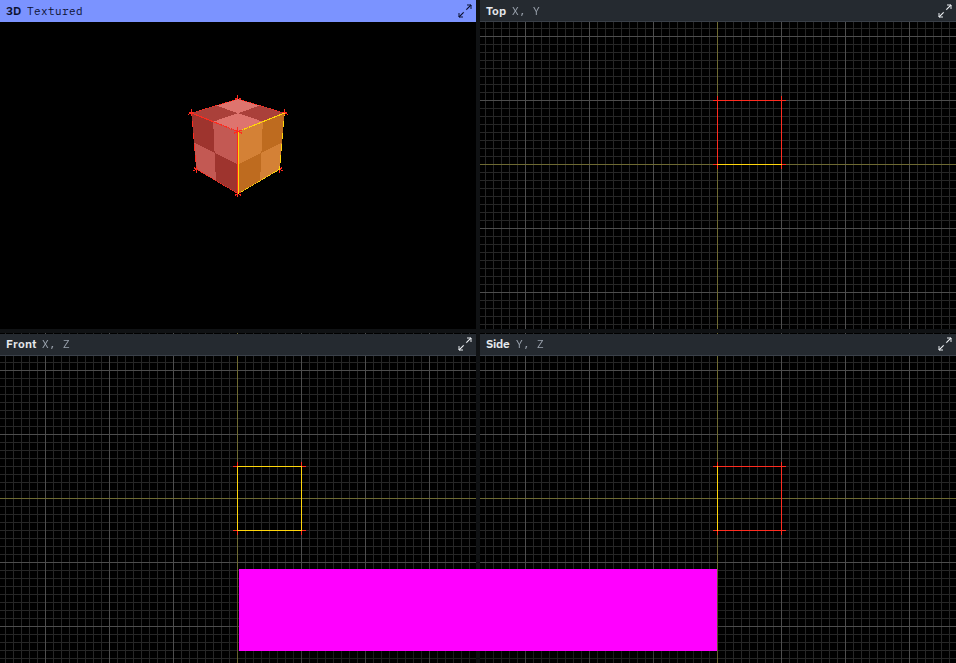 3D Textured
Top X, Y
Front X, Z
Side Y, Z